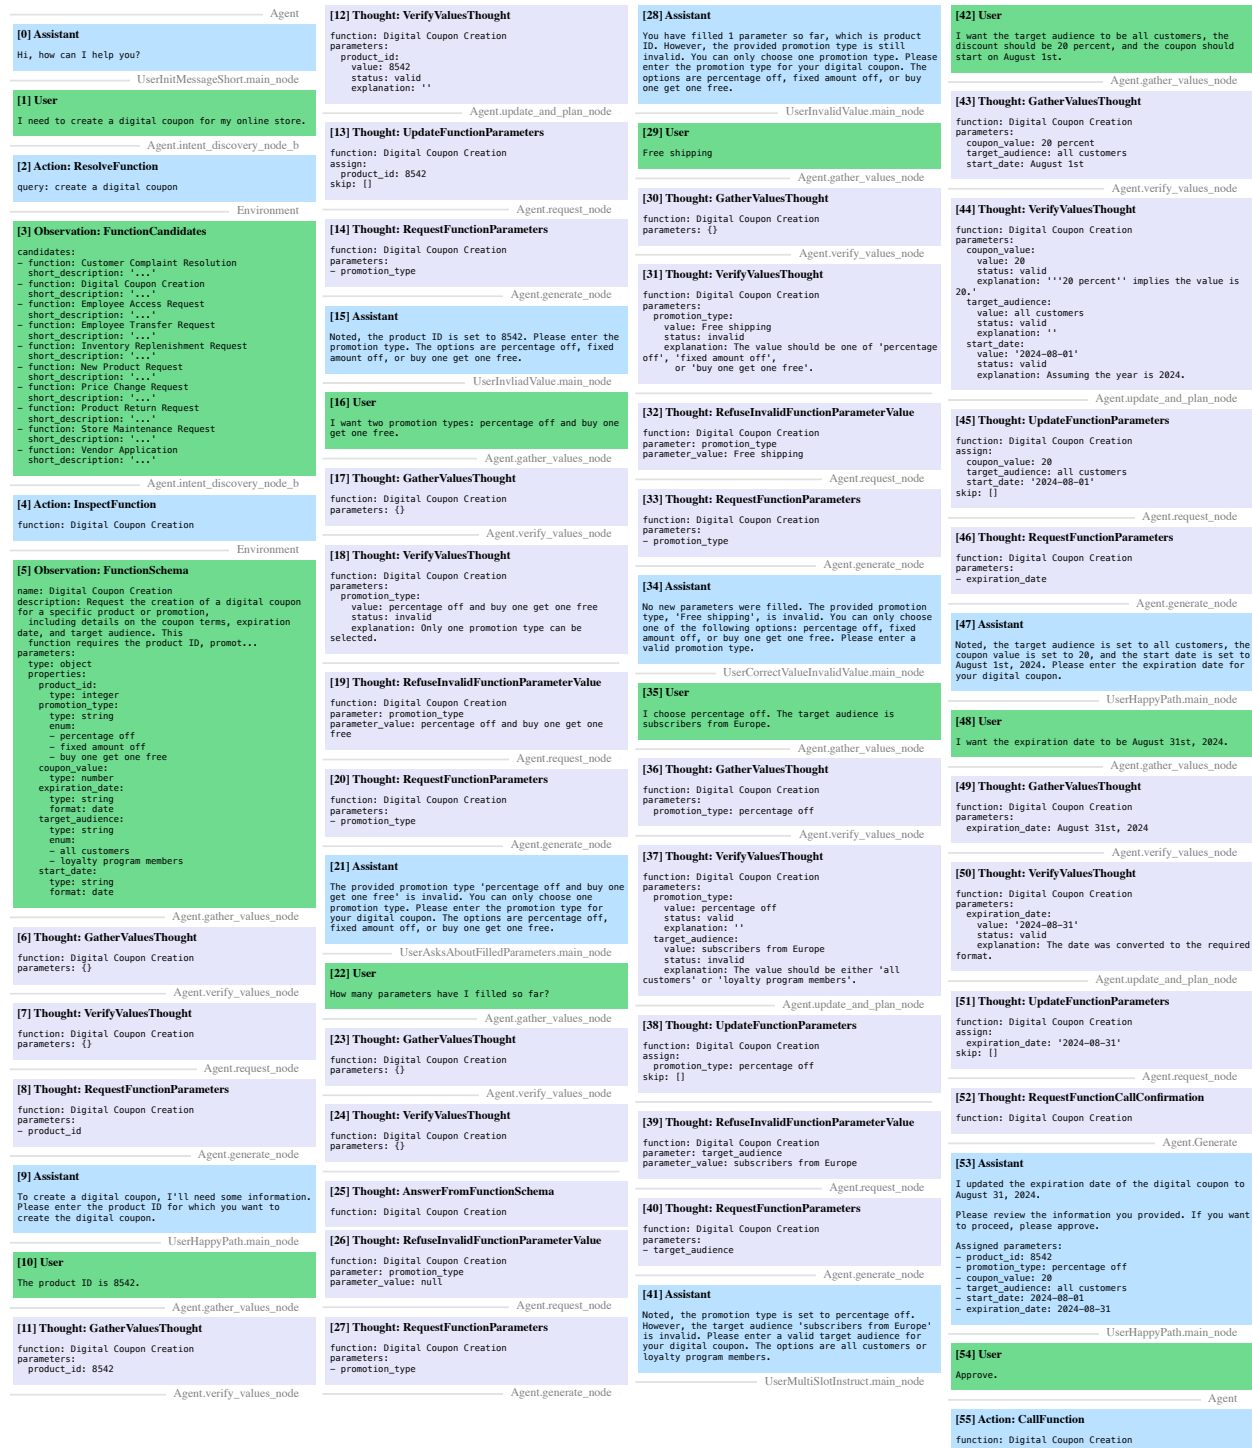 Agent
[0] Assistant
Hi, how can I help you?
UserInitMessageShort.main_node
[1] User
I need to create a digital coupon for my online store.
Agent.intent_discovery_node_b
[2] Action: ResolveFunction
query: create a digital coupon
Environment
[3] Observation: FunctionCandidates
candidates:
- function: Customer Complaint Resolution
short_description: '...'
- function: Digital Coupon Creation
short_description: '...'
- function: Employee Access Request
short_description: '...'
- function: Employee Transfer Request
short_description: '...'
- function: Inventory Replenishment Request
short_description: '...'
- function: New Product Request
short_description: '...'
- function: Price Change Request
short_description: '...'
- function: Product Return Request
short_description: '...'
- function: Store Maintenance Request
short_description: '...'
- function: Vendor Application
short_description: '...'
Agent.intent_discovery_node_b
[4] Action: InspectFunction
function: Digital Coupon Creation
Environment
[5] Observation: FunctionSchema
name: Digital Coupon Creation
description: Request the creation of a digital coupon
for a specific product or promotion,
including details on the coupon terms, expiration
date, and target audience. This
function requires the product ID, promot...
parameters:
type: object
properties:
product_id:
type: integer
promotion_type:
type: string
enum:
- percentage off
- fixed amount off
- buy one get one free
coupon_value:
type: number
expiration_date:
type: string
format: date
target_audience:
type: string
enum:
- all customers
- loyalty program members
start_date:
type: string
format: date
Agent.gather_values_node
[6] Thought: GatherValuesThought
function: Digital Coupon Creation
parameters: {}
Agent.verify_values_node
[7] Thought: VerifyValuesThought
function: Digital Coupon Creation
parameters: {}
Agent.request_node
[8] Thought: RequestFunctionParameters
function: Digital Coupon Creation
parameters:
- product_id
Agent.generate_node
[9] Assistant
To create a digital coupon, I'll need some information.
Please enter the product ID for which you want to
create the digital coupon.
UserHappyPath.main_node
[10] User
The product ID is 8542.
Agent.gather_values_node
[11] Thought: GatherValuesThought
function: Digital Coupon Creation
parameters:
product_id: 8542
Agent.verify_values_node
[12] Thought: VerifyValuesThought
function: Digital Coupon Creation
parameters:
product_id:
value: 8542
status: valid
explanation: ''
Agent.update_and_plan_node
[13] Thought: UpdateFunctionParameters
function: Digital Coupon Creation
assign:
product_id: 8542
skip: []
Agent.request_node
[14] Thought: RequestFunctionParameters
function: Digital Coupon Creation
parameters:
- promotion_type
Agent.generate_node
[15] Assistant
Noted, the product ID is set to 8542. Please enter the
promotion type. The options are percentage off, fixed
amount off, or buy one get one free.
UserInvliadValue.main_node
[16] User
I want two promotion types: percentage off and buy one
get one free.
Agent.gather_values_node
[17] Thought: GatherValuesThought
function: Digital Coupon Creation
parameters: {}
Agent.verify_values_node
[18] Thought: VerifyValuesThought
function: Digital Coupon Creation
parameters:
promotion_type:
value: percentage off and buy one get one free
status: invalid
explanation: Only one promotion type can be
selected.
[19] Thought: RefuseInvalidFunctionParameterValue
function: Digital Coupon Creation
parameter: promotion_type
parameter_value: percentage off and buy one get one
free
Agent.request_node
[20] Thought: RequestFunctionParameters
function: Digital Coupon Creation
parameters:
- promotion_type
Agent.generate_node
[21] Assistant
The provided promotion type 'percentage off and buy one
get one free' is invalid. You can only choose one
promotion type. Please enter the promotion type for
your digital coupon. The options are percentage off,
fixed amount off, or buy one get one free.
UserAsksAboutFilledParameters.main_node
[22] User
How many parameters have I filled so far?
Agent.gather_values_node
[23] Thought: GatherValuesThought
function: Digital Coupon Creation
parameters: {}
Agent.verify_values_node
[24] Thought: VerifyValuesThought
function: Digital Coupon Creation
parameters: {}
[25] Thought: AnswerFromFunctionSchema
function: Digital Coupon Creation
[26] Thought: RefuseInvalidFunctionParameterValue
function: Digital Coupon Creation
parameter: promotion_type
parameter_value: null
Agent.request_node
[27] Thought: RequestFunctionParameters
function: Digital Coupon Creation
parameters:
- promotion_type
Agent.generate_node
[28] Assistant
You have filled 1 parameter so far, which is product
ID. However, the provided promotion type is still
invalid. You can only choose one promotion type. Please
enter the promotion type for your digital coupon. The
options are percentage off, fixed amount off, or buy
one get one free.
UserInvalidValue.main_node
[29] User
Free shipping
Agent.gather_values_node
[30] Thought: GatherValuesThought
function: Digital Coupon Creation
parameters: {}
Agent.verify_values_node
[31] Thought: VerifyValuesThought
function: Digital Coupon Creation
parameters:
promotion_type:
value: Free shipping
status: invalid
explanation: The value should be one of 'percentage
off', 'fixed amount off',
or 'buy one get one free'.
[32] Thought: RefuseInvalidFunctionParameterValue
function: Digital Coupon Creation
parameter: promotion_type
parameter_value: Free shipping
Agent.request_node
[33] Thought: RequestFunctionParameters
function: Digital Coupon Creation
parameters:
- promotion_type
Agent.generate_node
[34] Assistant
No new parameters were filled. The provided promotion
type, 'Free shipping', is invalid. You can only choose
one of the following options: percentage off, fixed
amount off, or buy one get one free. Please enter a
valid promotion type.
UserCorrectValueInvalidValue.main_node
[35] User
I choose percentage off. The target audience is
subscribers from Europe.
Agent.gather_values_node
[36] Thought: GatherValuesThought
function: Digital Coupon Creation
parameters:
promotion_type: percentage off
Agent.verify_values_node
[37] Thought: VerifyValuesThought
function: Digital Coupon Creation
parameters:
promotion_type:
value: percentage off
status: valid
explanation: ''
target_audience:
value: subscribers from Europe
status: invalid
explanation: The value should be either 'all
customers' or 'loyalty program members'.
Agent.update_and_plan_node
[38] Thought: UpdateFunctionParameters
function: Digital Coupon Creation
assign:
promotion_type: percentage off
skip: []
[39] Thought: RefuseInvalidFunctionParameterValue
function: Digital Coupon Creation
parameter: target_audience
parameter_value: subscribers from Europe
Agent.request_node
[40] Thought: RequestFunctionParameters
function: Digital Coupon Creation
parameters:
- target_audience
Agent.generate_node
[41] Assistant
Noted, the promotion type is set to percentage off.
However, the target audience 'subscribers from Europe'
is invalid. Please enter a valid target audience for
your digital coupon. The options are all customers or
loyalty program members.
UserMultiSlotInstruct.main_node
[42] User
I want the target audience to be all customers, the
discount should be 20 percent, and the coupon should
start on August 1st.
Agent.gather_values_node
[43] Thought: GatherValuesThought
function: Digital Coupon Creation
parameters:
coupon_value: 20 percent
target_audience: all customers
start_date: August 1st
Agent.verify_values_node
[44] Thought: VerifyValuesThought
function: Digital Coupon Creation
parameters:
coupon_value:
value: 20
status: valid
explanation: '''20 percent'' implies the value is
20.'
target_audience:
value: all customers
status: valid
explanation: ''
start_date:
value: '2024-08-01'
status: valid
explanation: Assuming the year is 2024.
Agent.update_and_plan_node
[45] Thought: UpdateFunctionParameters
function: Digital Coupon Creation
assign:
coupon_value: 20
target_audience: all customers
start_date: '2024-08-01'
skip: []
Agent.request_node
[46] Thought: RequestFunctionParameters
function: Digital Coupon Creation
parameters:
- expiration_date
Agent.generate_node
[47] Assistant
Noted, the target audience is set to all customers, the
coupon value is set to 20, and the start date is set to
August 1st, 2024. Please enter the expiration date for
your digital coupon.
UserHappyPath.main_node
[48] User
I want the expiration date to be August 31st, 2024.
Agent.gather_values_node
[49] Thought: GatherValuesThought
function: Digital Coupon Creation
parameters:
expiration_date: August 31st, 2024
Agent.verify_values_node
[50] Thought: VerifyValuesThought
function: Digital Coupon Creation
parameters:
expiration_date:
value: '2024-08-31'
status: valid
explanation: The date was converted to the required
format.
Agent.update_and_plan_node
[51] Thought: UpdateFunctionParameters
function: Digital Coupon Creation
assign:
expiration_date: '2024-08-31'
skip: []
Agent.request_node
[52] Thought: RequestFunctionCallConfirmation
function: Digital Coupon Creation
Agent.Generate
[53] Assistant
I updated the expiration date of the digital coupon to
August 31, 2024.
Please review the information you provided. If you want
to proceed, please approve.
Assigned parameters:
- product_id: 8542
- promotion_type: percentage off
- coupon_value: 20
- target_audience: all customers
- start_date: 2024-08-01
- expiration_date: 2024-08-31
UserHappyPath.main_node
[54] User
Approve.
Agent
[55] Action: CallFunction
function: Digital Coupon Creation